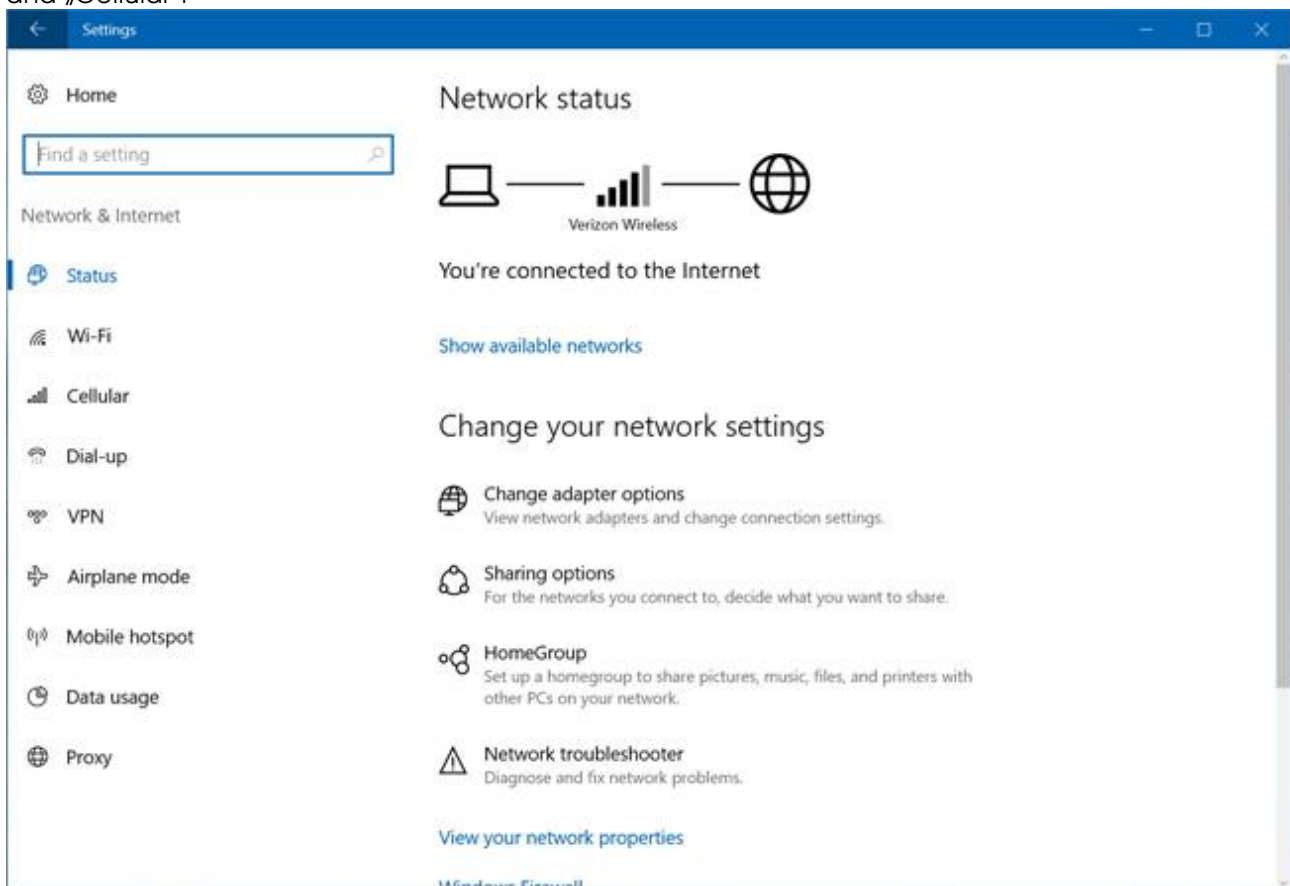 and „Cellular".
Settings
Home
Find a setting
Network & Internet
Status
Wi-Fi
Cellular
Dial-up
VPN
Airplane mode
Mobile hotspot
Data usage
Proxy
Network status
Verizon Wireless
You're connected to the Internet
Show available networks
Change your network settings
Change adapter options
View network adapters and change connection settings.
Sharing options
For the networks you connect to, decide what you want to share.
HomeGroup
Set up a homegroup to share pictures, music, files, and printers with
other PCs on your network.
Network troubleshooter
Diagnose and fix network problems.
View your network properties
Windows Firewall